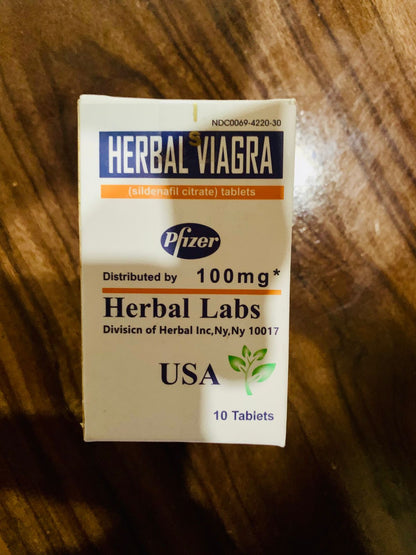 NDC0069-4220-30
HERBAL VIAGRA
(sildenafil citrate) tablets
Pfizer
Distributed by 100mg*
Herbal Labs
Divisicn of Herbal Inc,Ny,Ny 10017
USA
10 Tabiets